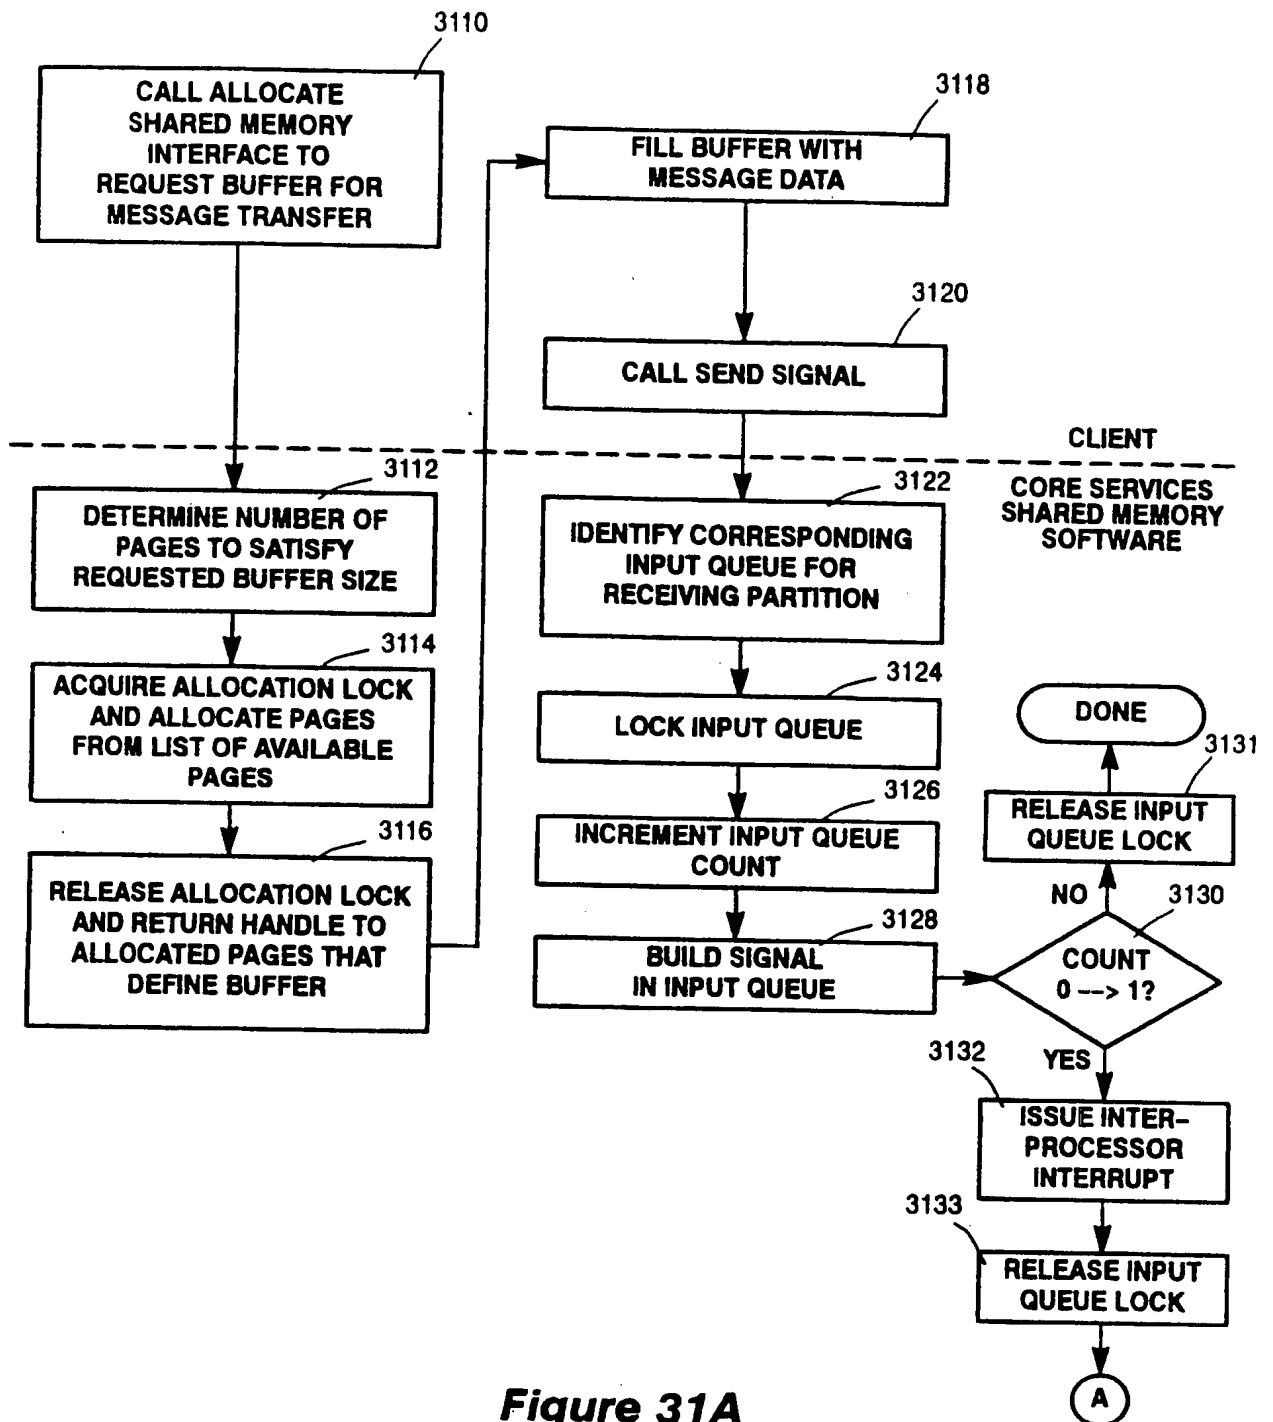 3110
CALL ALLOCATE
SHARED MEMORY
INTERFACE TO
REQUEST BUFFER FOR
MESSAGE TRANSFER
3118
FILL BUFFER WITH
MESSAGE DATA
3120
CALL SEND SIGNAL
CLIENT
CORE SERVICES
SHARED MEMORY
SOFTWARE
3112
DETERMINE NUMBER OF
PAGES TO SATISFY
REQUESTED BUFFER SIZE
3114
ACQUIRE ALLOCATION LOCK
AND ALLOCATE PAGES
FROM LIST OF AVAILABLE
PAGES
3116
RELEASE ALLOCATION LOCK
AND RETURN HANDLE TO
ALLOCATED PAGES THAT
DEFINE BUFFER
3122
IDENTIFY CORRESPONDING
INPUT QUEUE FOR
RECEIVING PARTITION
3124
LOCK INPUT QUEUE
3126
INCREMENT INPUT QUEUE
COUNT
3128
BUILD SIGNAL
IN INPUT QUEUE
DONE
3131
RELEASE INPUT
QUEUE LOCK
NO
3130
COUNT
0 --> 1?
YES
3132
ISSUE INTER-
PROCESSOR
INTERRUPT
3133
RELEASE INPUT
QUEUE LOCK
A
Figure 31A